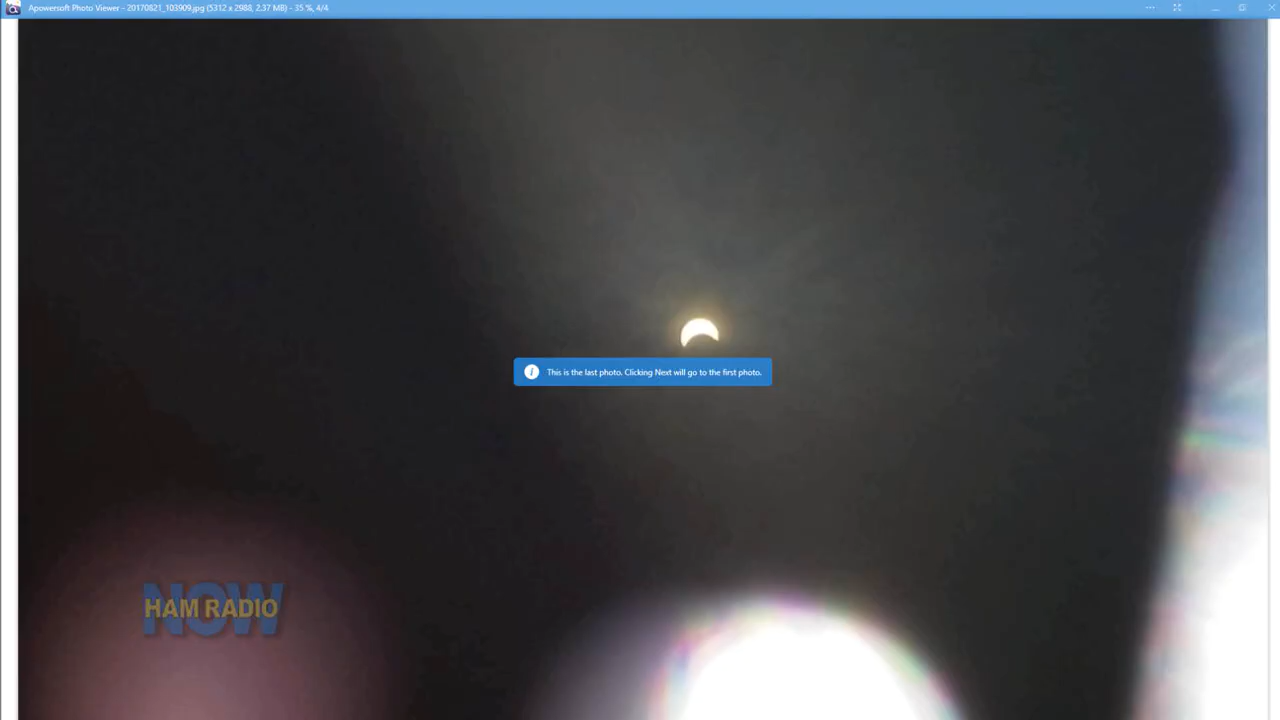 Apowersoft Photo Viewer - 20170821_103909.jpg (5312 x 2988, 2.37 MB) - 35 %, 4/4
This is the last photo. Clicking Next will go to the first photo.
NOW
HAM RADIO